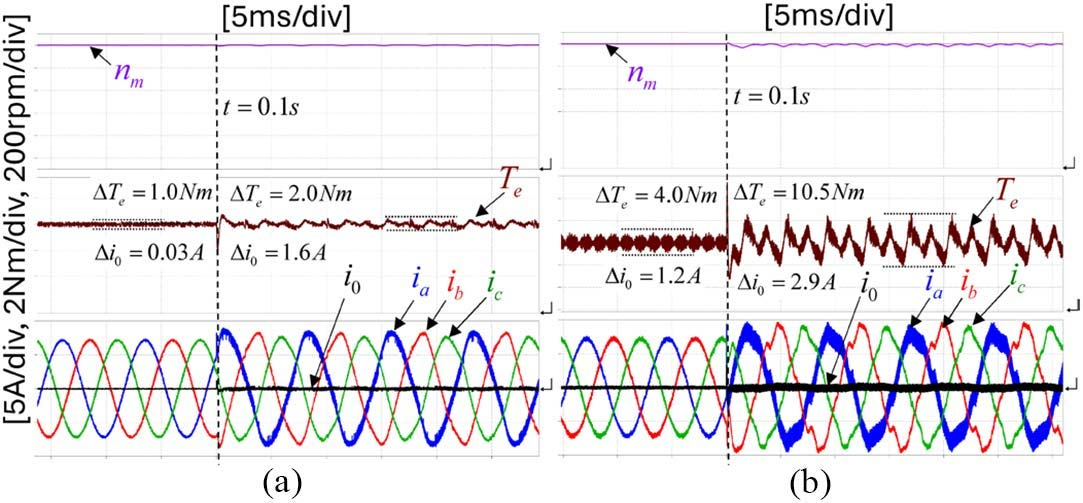 [5ms/div]
[5A/div, 2Nm/div, 200rpm/div]
n_m
t = 0.1s
ΔT_e = 1.0Nm
ΔT_e = 2.0Nm
T_e
Δi_0 = 0.03A
Δi_0 = 1.6A
i_0
i_a
i_b
i_c
(a)
[5ms/div]
n_m
t = 0.1s
ΔT_e = 4.0Nm
ΔT_e = 10.5Nm
T_e
Δi_0 = 1.2A
Δi_0 = 2.9A
i_0
i_a
i_b
i_c
(b)